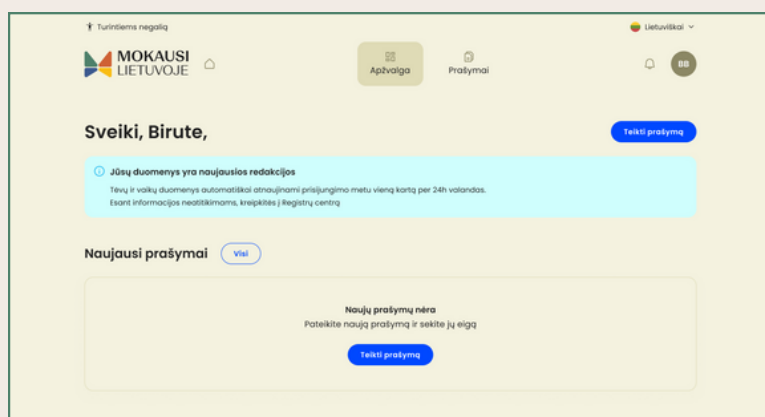 Turintiems negalią
Lietuviškai
MOKAUSI
LIETUVOJE
Apžvalga
Prašymai
BB
Sveiki, Birute,
Teikti prašymą
Jūsų duomenys yra naujausios redakcijos
Tėvų ir vaikų duomenys automatiškai atnaujinami prisijungimo metu vieną kartą per 24h valandas.
Esant informacijos neatitikimams, kreipkitės į Registrų centrą
Naujausi prašymai
Visi
Naujų prašymų nėra
Pateikite naują prašymą ir sekite jų eigą
Teikti prašymą